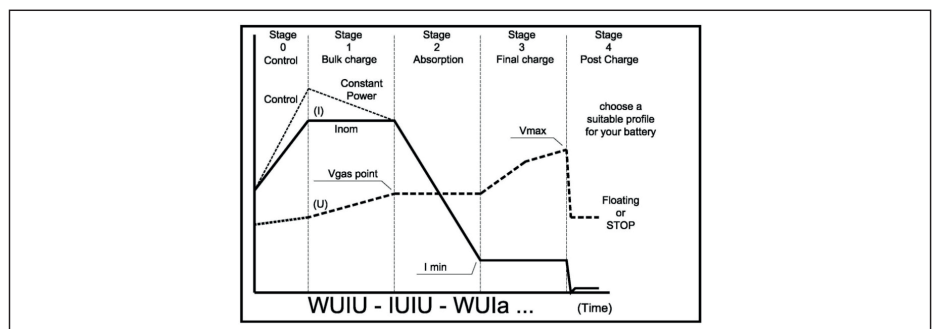 Stage Stage Stage Stage Stage
0 1 2 3 4
Control Bulk charge Absorption Final charge Post Charge
Constant
Power
Control
(I)
Inom
choose a
suitable profile
for your battery
Vmax
Vgas point
(U)
Floating
or
STOP
I min
WUIU - IUIU - WUIa ... (Time)